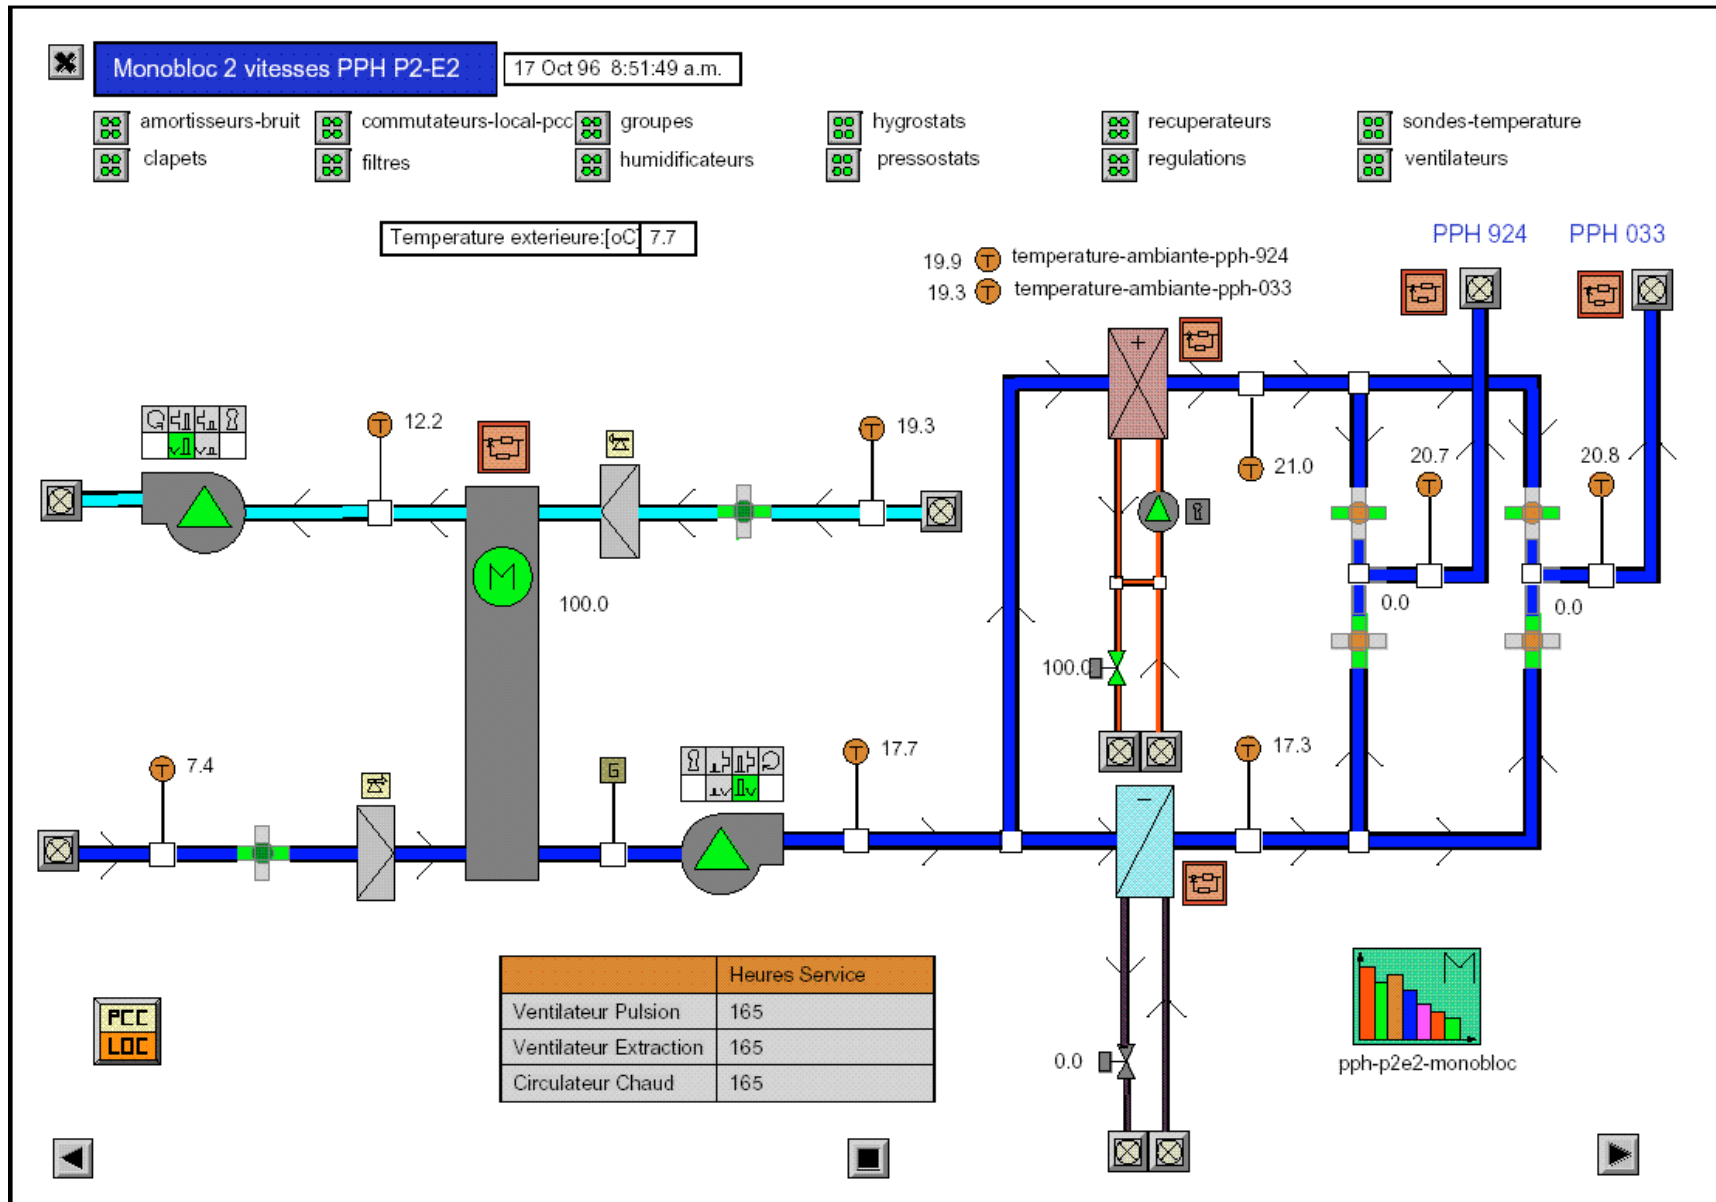 Monobloc 2 vitesses PPH P2-E2
17 Oct 96 8:51:49 a.m.
amortisseurs-bruit
commutateurs-local-pcc
groupes
hygrostats
recuperateurs
sondes-temperature
clapets
filtres
humidificateurs
pressostats
regulations
ventilateurs
Temperature exterieure:[oC] 7.7
PPH 924
PPH 033
19.9 T temperature-ambiante-pph-924
19.3 T temperature-ambiante-pph-033
T 12.2
T 19.3
T 21.0
20.7
T
20.8
T
M
100.0
0.0
0.0
100.0
T 7.4
G
T 17.7
T 17.3
Heures Service
Ventilateur Pulsion 165
Ventilateur Extraction 165
Circulateur Chaud 165
PCC
LOC
0.0
M
pph-p2e2-monobloc